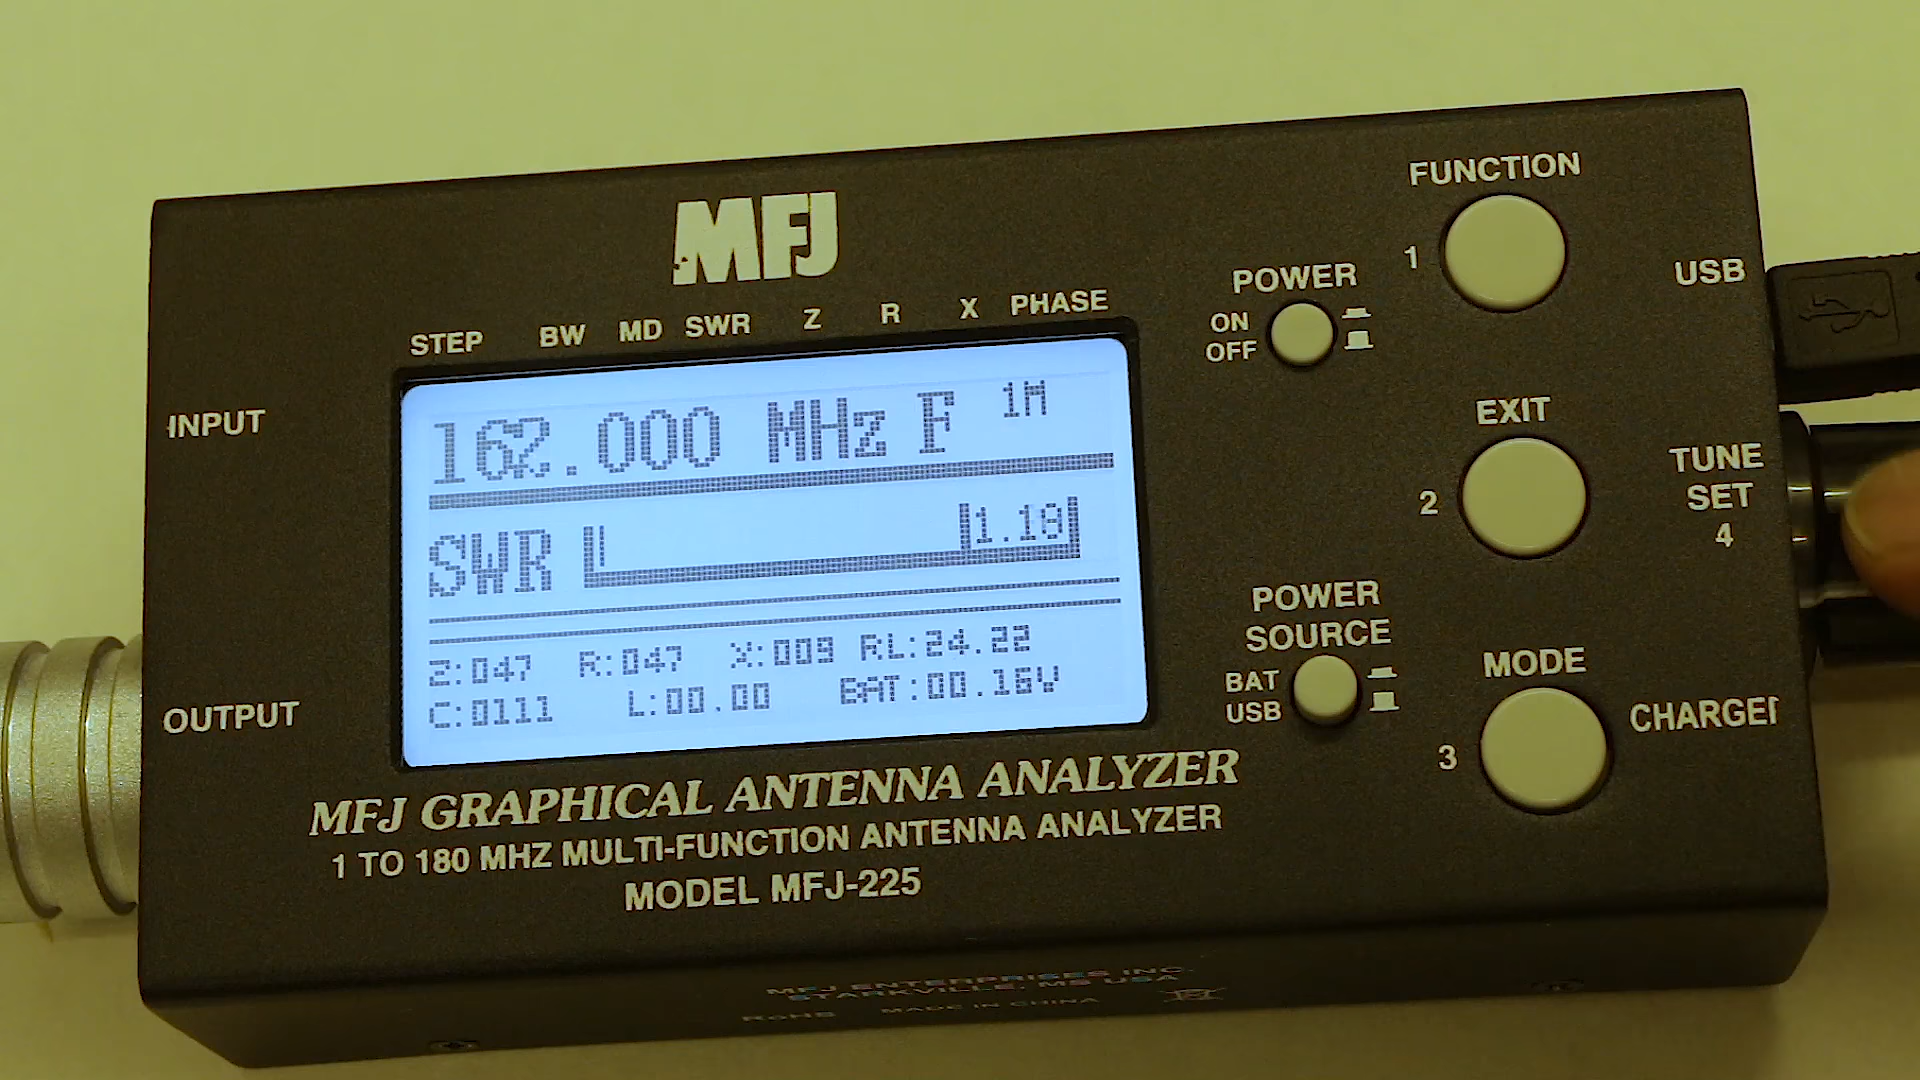 MFJ
FUNCTION
1
USB
POWER
ON
OFF
STEP BW MD SWR Z R X PHASE
INPUT
162.000 MHz F 1M
SWR 1.18
EXIT
2
TUNE
SET
4
Z:047 R:047 X:009 RL:24.22
C:0111 L:00.00 BAT:00.16V
POWER
SOURCE
BAT
USB
MODE
3
OUTPUT
MFJ GRAPHICAL ANTENNA ANALYZER
1 TO 180 MHZ MULTI-FUNCTION ANTENNA ANALYZER
MODEL MFJ-225
MFJ ENTERPRISES INC.
STARKVILLE, MS USA
RoHS MADE IN CHINA